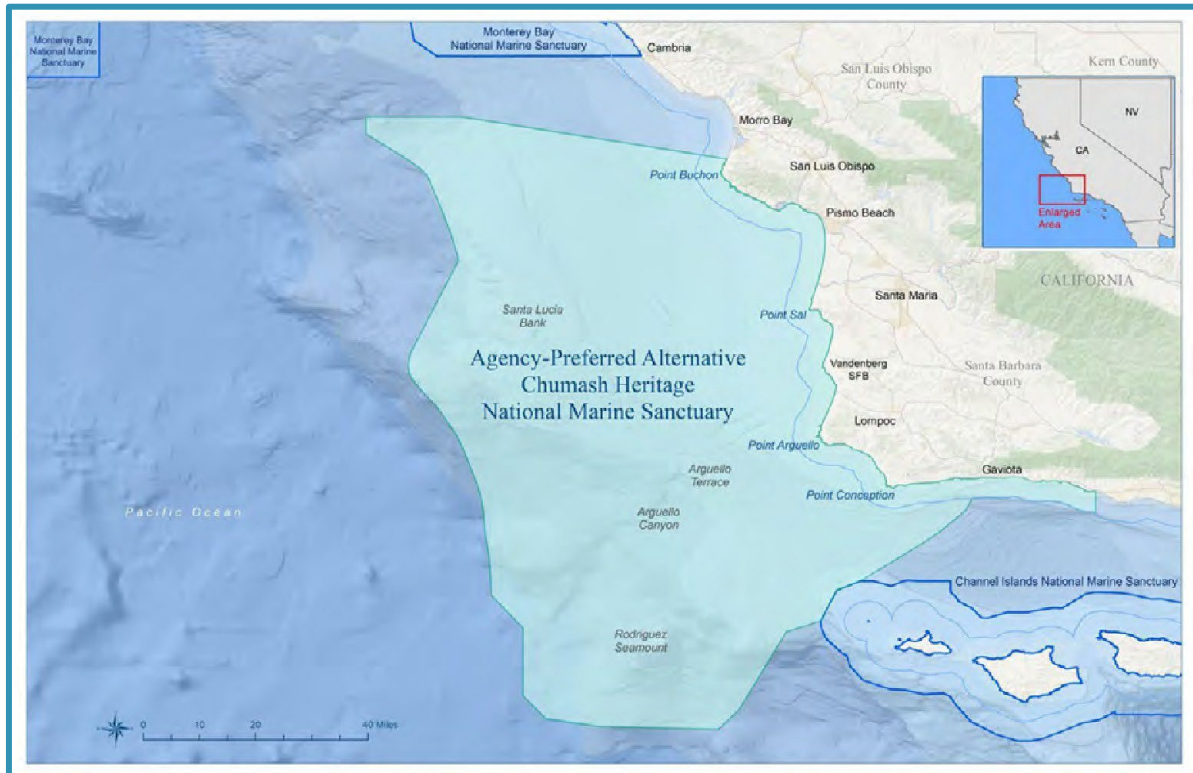 Monterey Bay
National Marine
Sanctuary
Monterey Bay
National Marine Sanctuary
Cambria
San Luis Obispo
County
Kern County
NV
CA
Enlarged
Area
Morro Bay
San Luis Obispo
Point Buchon
Pismo Beach
CALIFORNIA
Santa Maria
Santa Lucia
Bank
Point Sal
Agency-Preferred Alternative
Chumash Heritage
National Marine Sanctuary
Vandenberg
SFB
Santa Barbara
County
Lompoc
Point Arguello
Gaviota
Arguello
Terrace
Point Conception
Arguello
Canyon
Pacific Ocean
Channel Islands National Marine Sanctuary
Rodriguez
Seamount
0 10 20 40 Miles